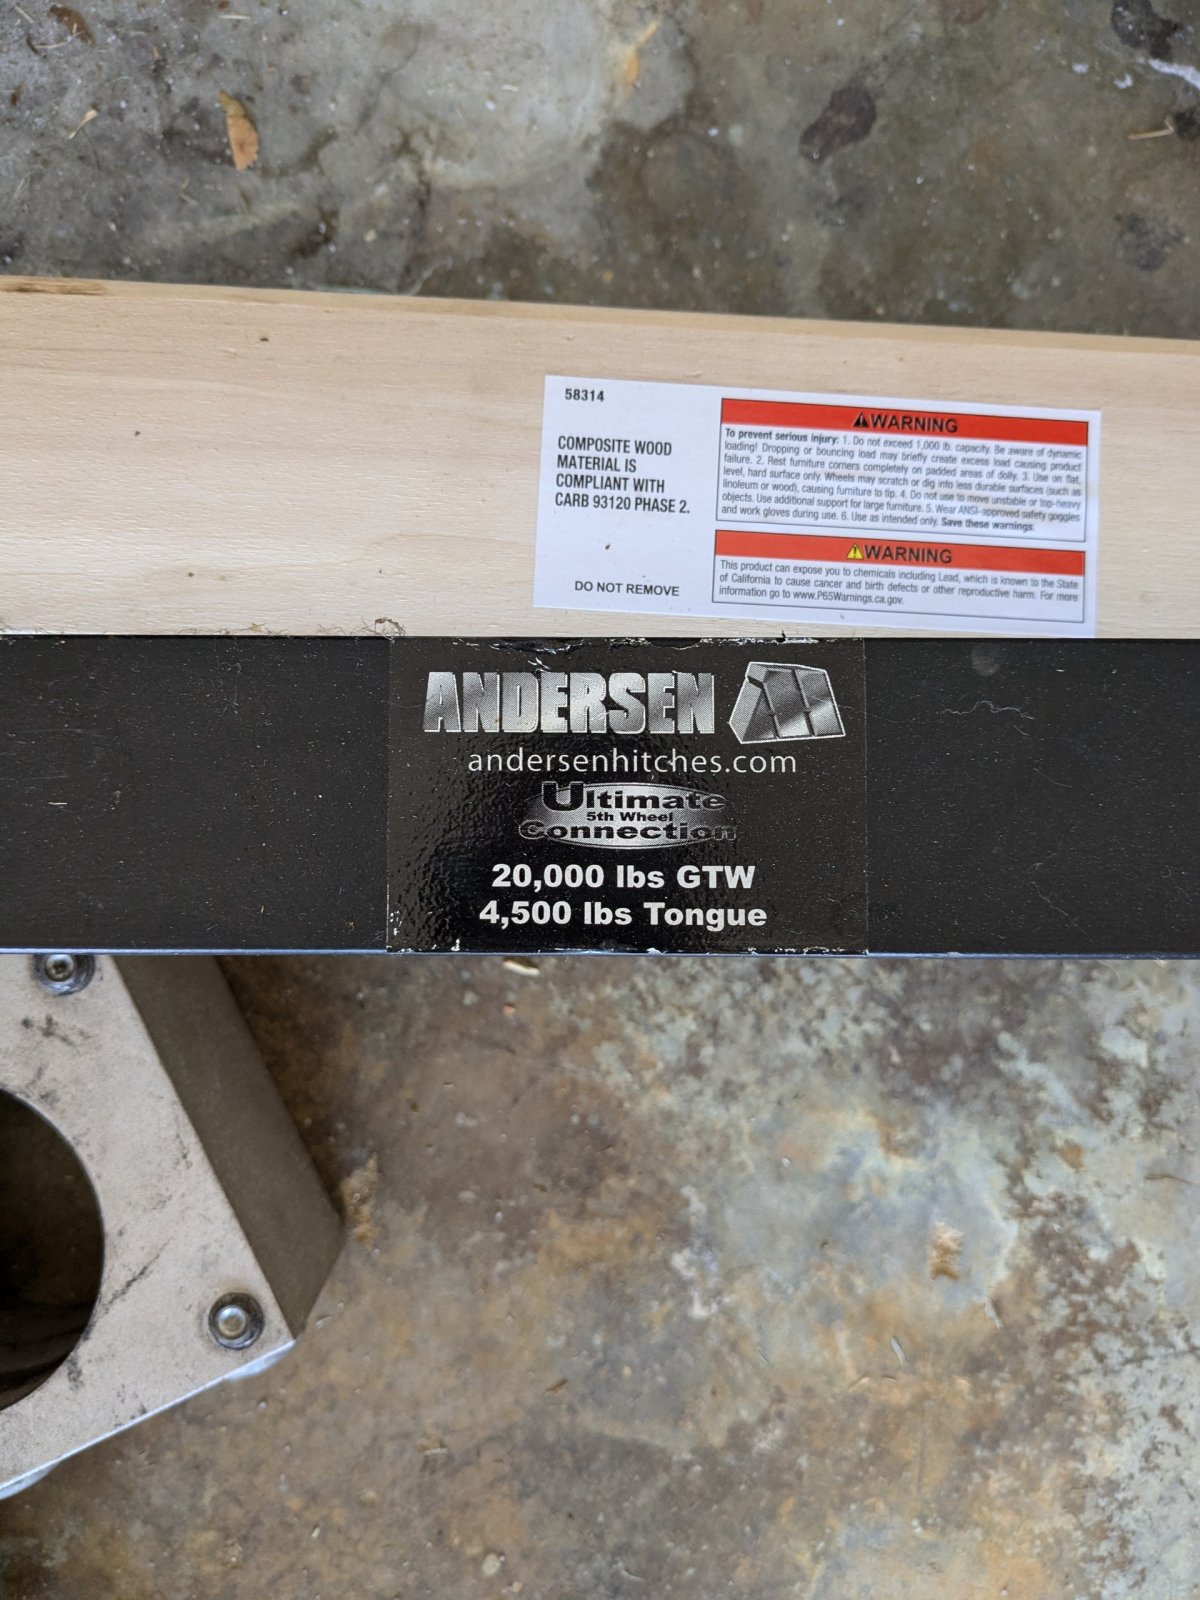 58314
COMPOSITE WOOD
MATERIAL IS
COMPLIANT WITH
CARB 93120 PHASE 2.
DO NOT REMOVE
⚠WARNING
To prevent serious injury: 1. Do not exceed 1,000 lb. capacity. Be aware of dynamic
loading! Dropping or bouncing load may briefly create excess load causing product
failure. 2. Rest furniture corners completely on padded areas of dolly. 3. Use on flat,
level, hard surface only. Wheels may scratch or dig into less durable surfaces (such as
linoleum or wood), causing furniture to tip. 4. Do not use to move unstable or top-heavy
objects. Use additional support for large furniture. 5. Wear ANSI-approved safety goggles
and work gloves during use. 6. Use as intended only. Save these warnings.
⚠WARNING
This product can expose you to chemicals including Lead, which is known to the State
of California to cause cancer and birth defects or other reproductive harm. For more
information go to www.P65Warnings.ca.gov.
ANDERSEN
andersenhitches.com
Ultimate
5th Wheel
Connection
20,000 lbs GTW
4,500 lbs Tongue